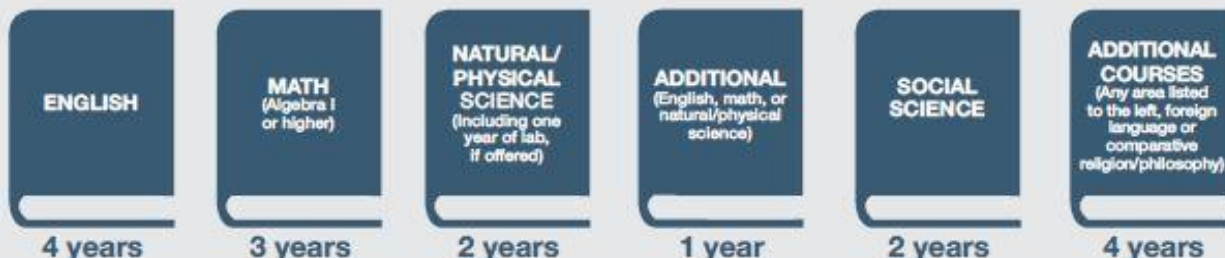 ENGLISH
4 years
MATH
(Algebra I
or higher)
3 years
NATURAL/
PHYSICAL
SCIENCE
(Including one
year of lab,
if offered)
2 years
ADDITIONAL
(English, math, or
natural/physical
science)
1 year
SOCIAL
SCIENCE
2 years
ADDITIONAL
COURSES
(Any area listed
to the left, foreign
language or
comparative
religion/philosophy)
4 years